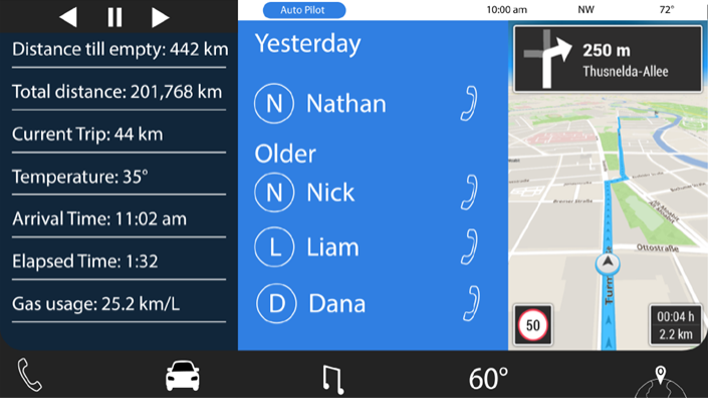 Auto Pilot
10:00 am
NW
72°
Distance till empty: 442 km
Total distance: 201,768 km
Current Trip: 44 km
Temperature: 35°
Arrival Time: 11:02 am
Elapsed Time: 1:32
Gas usage: 25.2 km/L
Yesterday
N Nathan
Older
N Nick
L Liam
D Dana
250 m
Thusnelda-Allee
Ottostraße
50
00:04 h
2.2 km
60°